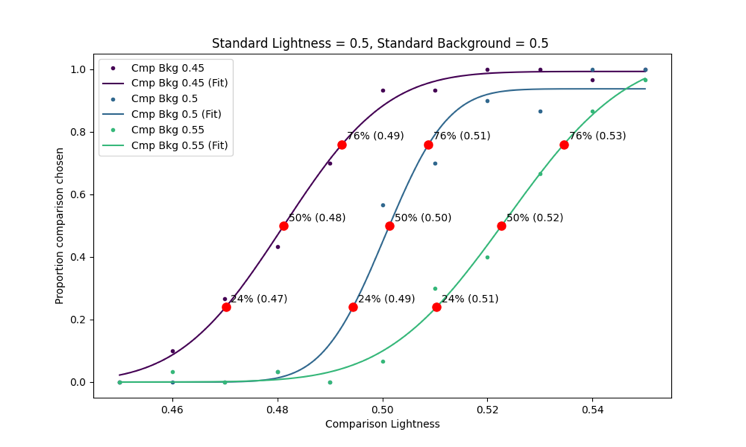 Standard Lightness = 0.5, Standard Background = 0.5
Proportion comparison chosen
1.0
0.8
0.6
0.4
0.2
0.0
Cmp Bkg 0.45
Cmp Bkg 0.45 (Fit)
Cmp Bkg 0.5
Cmp Bkg 0.5 (Fit)
Cmp Bkg 0.55
Cmp Bkg 0.55 (Fit)
76% (0.49)
76% (0.51)
76% (0.53)
50% (0.48)
50% (0.50)
50% (0.52)
24% (0.47)
24% (0.49)
24% (0.51)
0.46
0.48
0.50
0.52
0.54
Comparison Lightness